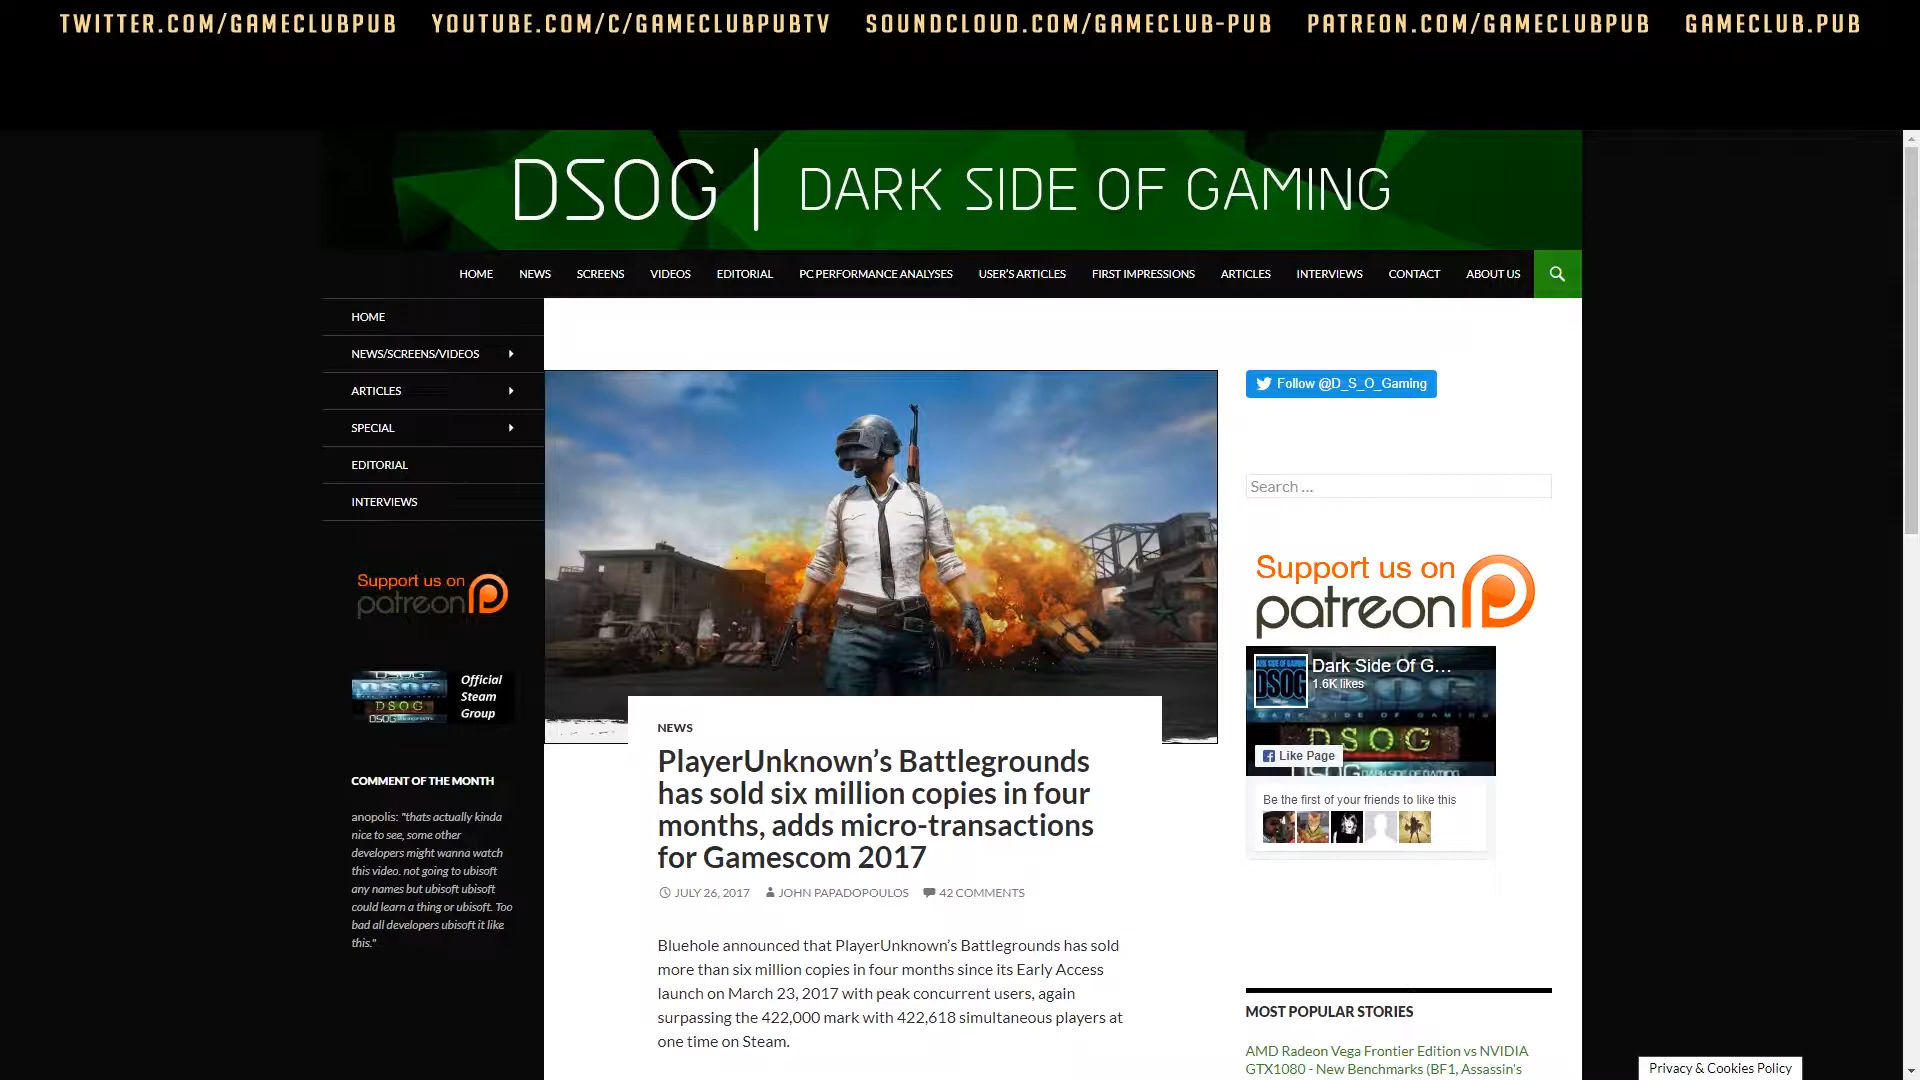 TWITTER.COM/GAMECLUBPUB YOUTUBE.COM/C/GAMECLUBPUBTV SOUNDCLOUD.COM/GAMECLUB-PUB PATREON.COM/GAMECLUBPUB GAMECLUB.PUB
DSOG | DARK SIDE OF GAMING
HOME NEWS SCREENS VIDEOS EDITORIAL PC PERFORMANCE ANALYSES USER'S ARTICLES FIRST IMPRESSIONS ARTICLES INTERVIEWS CONTACT ABOUT US
HOME
NEWS/SCREENS/VIDEOS
ARTICLES
SPECIAL
EDITORIAL
INTERVIEWS
Support us on
patreon
Official
Steam
Group
DSOG
COMMENT OF THE MONTH
anopolis: "thats actually kinda
nice to see, some other
developers might wanna watch
this video. not going to ubisoft
any names but ubisoft ubisoft
could learn a thing or ubisoft. Too
bad all developers ubisoft it like
this."
NEWS
PlayerUnknown’s Battlegrounds
has sold six million copies in four
months, adds micro-transactions
for Gamescom 2017
JULY 26, 2017 JOHN PAPADOPOULOS 42 COMMENTS
Bluehole announced that PlayerUnknown’s Battlegrounds has sold
more than six million copies in four months since its Early Access
launch on March 23, 2017 with peak concurrent users, again
surpassing the 422,000 mark with 422,618 simultaneous players at
one time on Steam.
Follow @D_S_O_Gaming
Search …
Support us on
patreon
Dark Side Of G...
1.6K likes
DSOG
DARK SIDE OF GAMING
DSOG
Like Page
Be the first of your friends to like this
MOST POPULAR STORIES
AMD Radeon Vega Frontier Edition vs NVIDIA
GTX1080 - New Benchmarks (BF1, Assassin's
Privacy & Cookies Policy